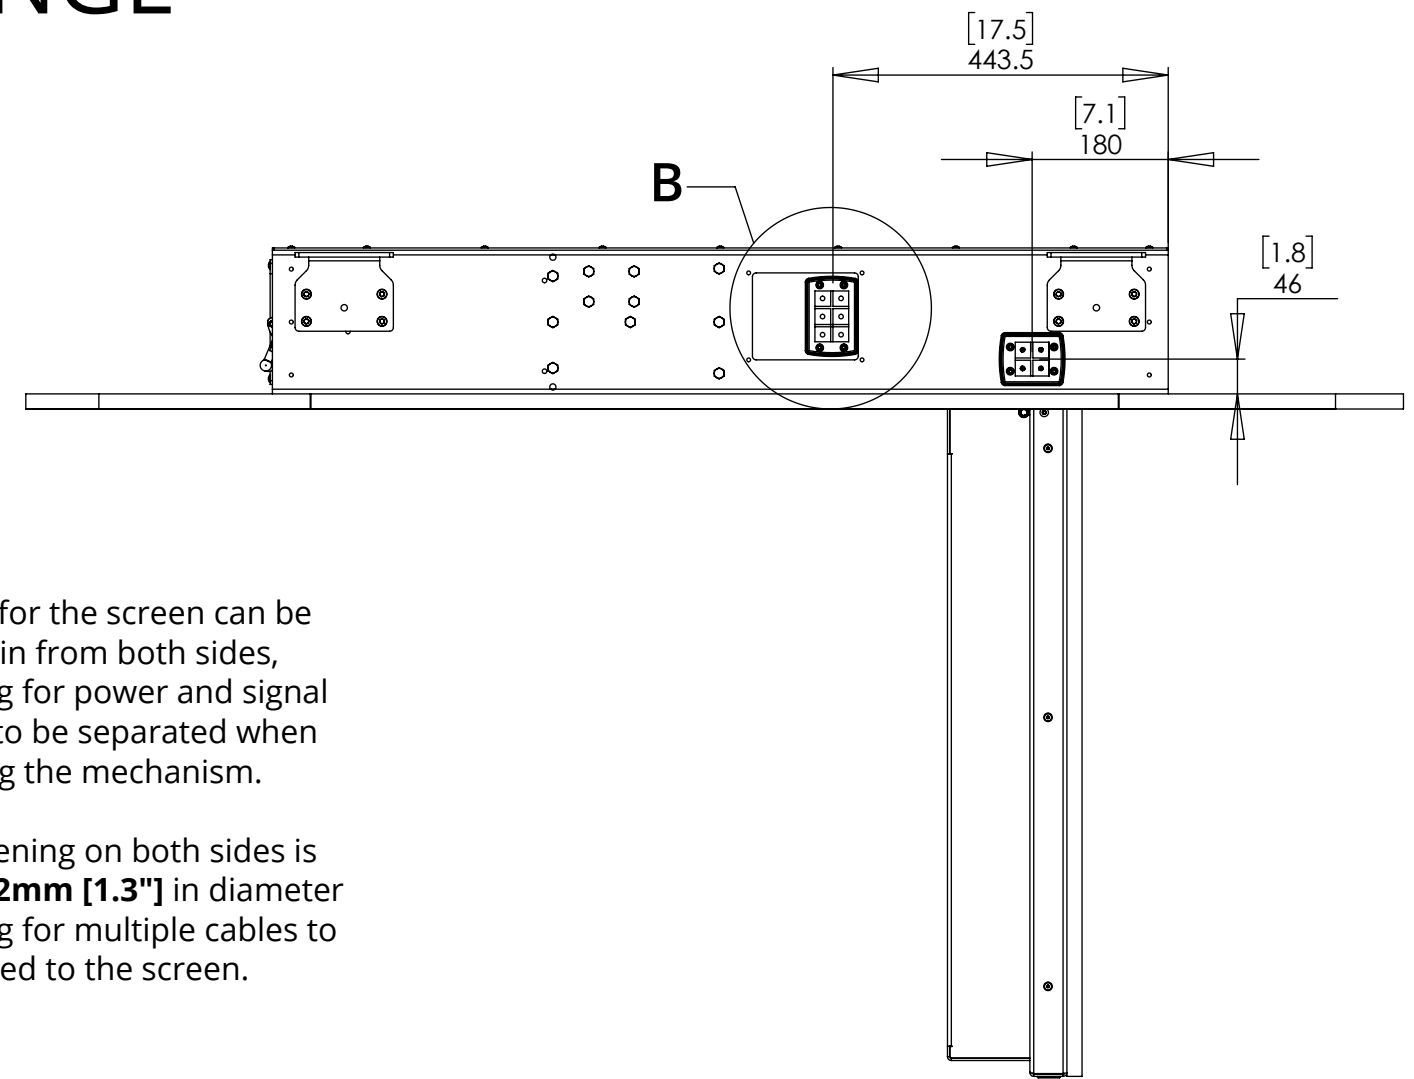 NGE
[17.5]
443.5
[7.1]
180
B
[1.8]
46
for the screen can be
in from both sides,
g for power and signal
to be separated when
g the mechanism.
ening on both sides is
2mm [1.3"] in diameter
g for multiple cables to
ed to the screen.